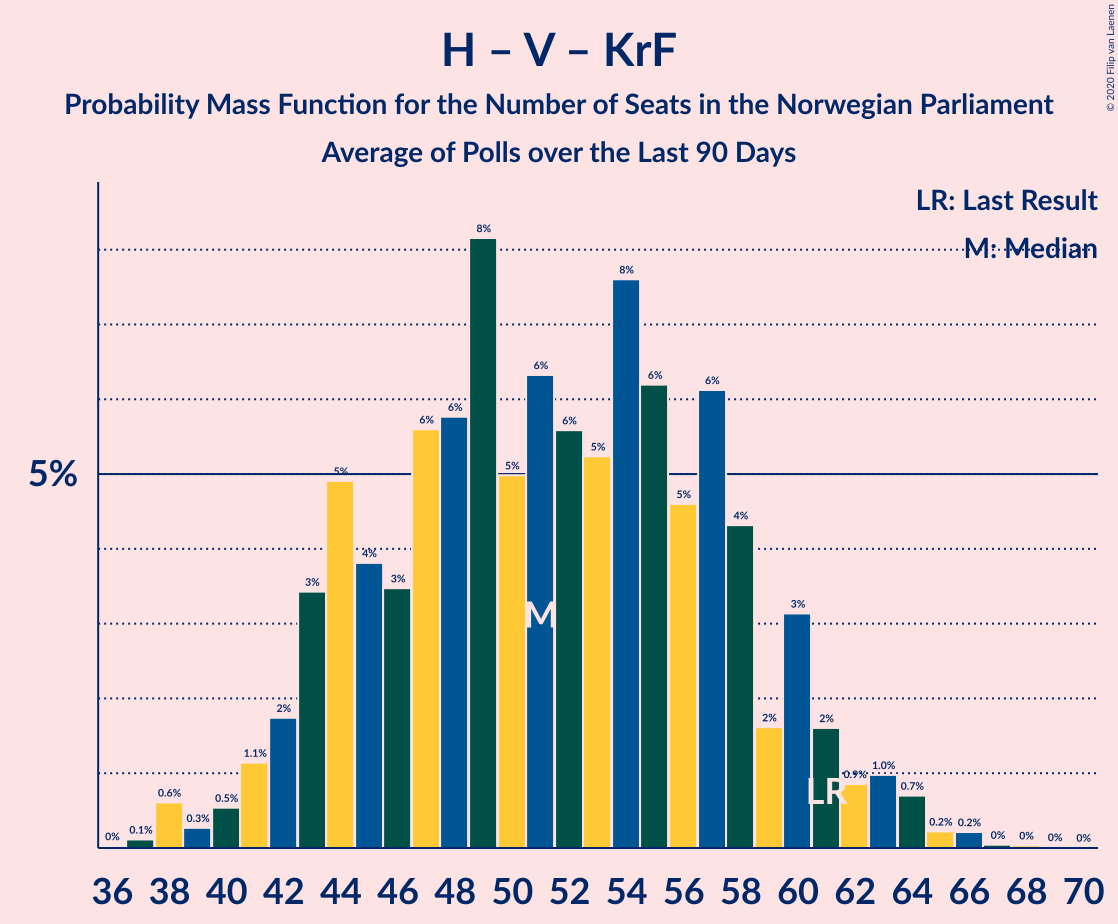 H – V – KrF
Probability Mass Function for the Number of Seats in the Norwegian Parliament
Average of Polls over the Last 90 Days
© 2020 Filip van Laenen
LR: Last Result
M: Median
5%
0% 0.1% 0.6% 0.3% 0.5% 1.1% 2% 3% 5% 4% 3% 6% 6% 8% 5% 6% 6% 5% 8% 6% 5% 6% 4% 2% 3% 2% 0.9% 1.0% 0.7% 0.2% 0.2% 0% 0% 0% 0%
M
LR
36 38 40 42 44 46 48 50 52 54 56 58 60 62 64 66 68 70